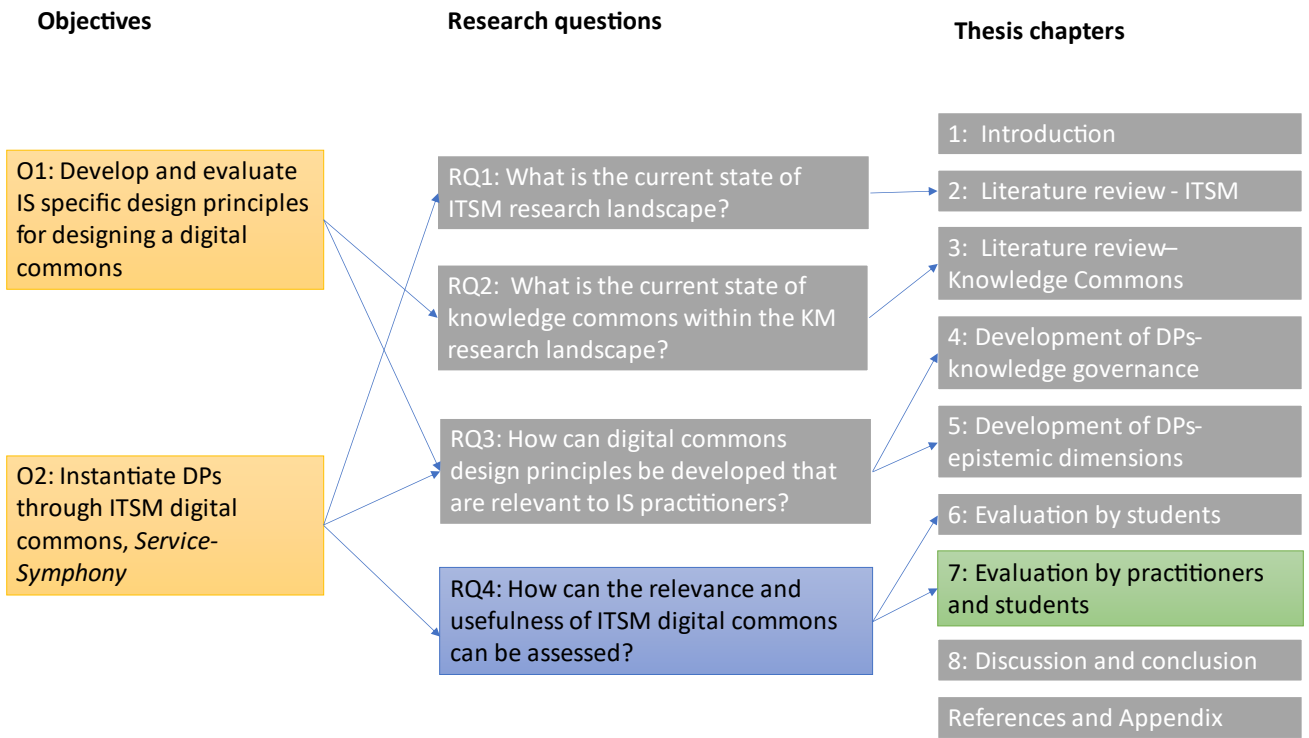 Objectives
Research questions
Thesis chapters
O1: Develop and evaluate
IS specific design principles
for designing a digital
commons
O2: Instantiate DPs
through ITSM digital
commons, Service-
Symphony
RQ1: What is the current state of
ITSM research landscape?
RQ2:  What is the current state of
knowledge commons within the KM
research landscape?
RQ3: How can digital commons
design principles be developed that
are relevant to IS practitioners?
RQ4: How can the relevance and
usefulness of ITSM digital commons
can be assessed?
1:  Introduction
2:  Literature review - ITSM
3:  Literature review–
Knowledge Commons
4: Development of DPs-
knowledge governance
5: Development of DPs-
epistemic dimensions
6: Evaluation by students
7: Evaluation by practitioners
and students
8: Discussion and conclusion
References and Appendix